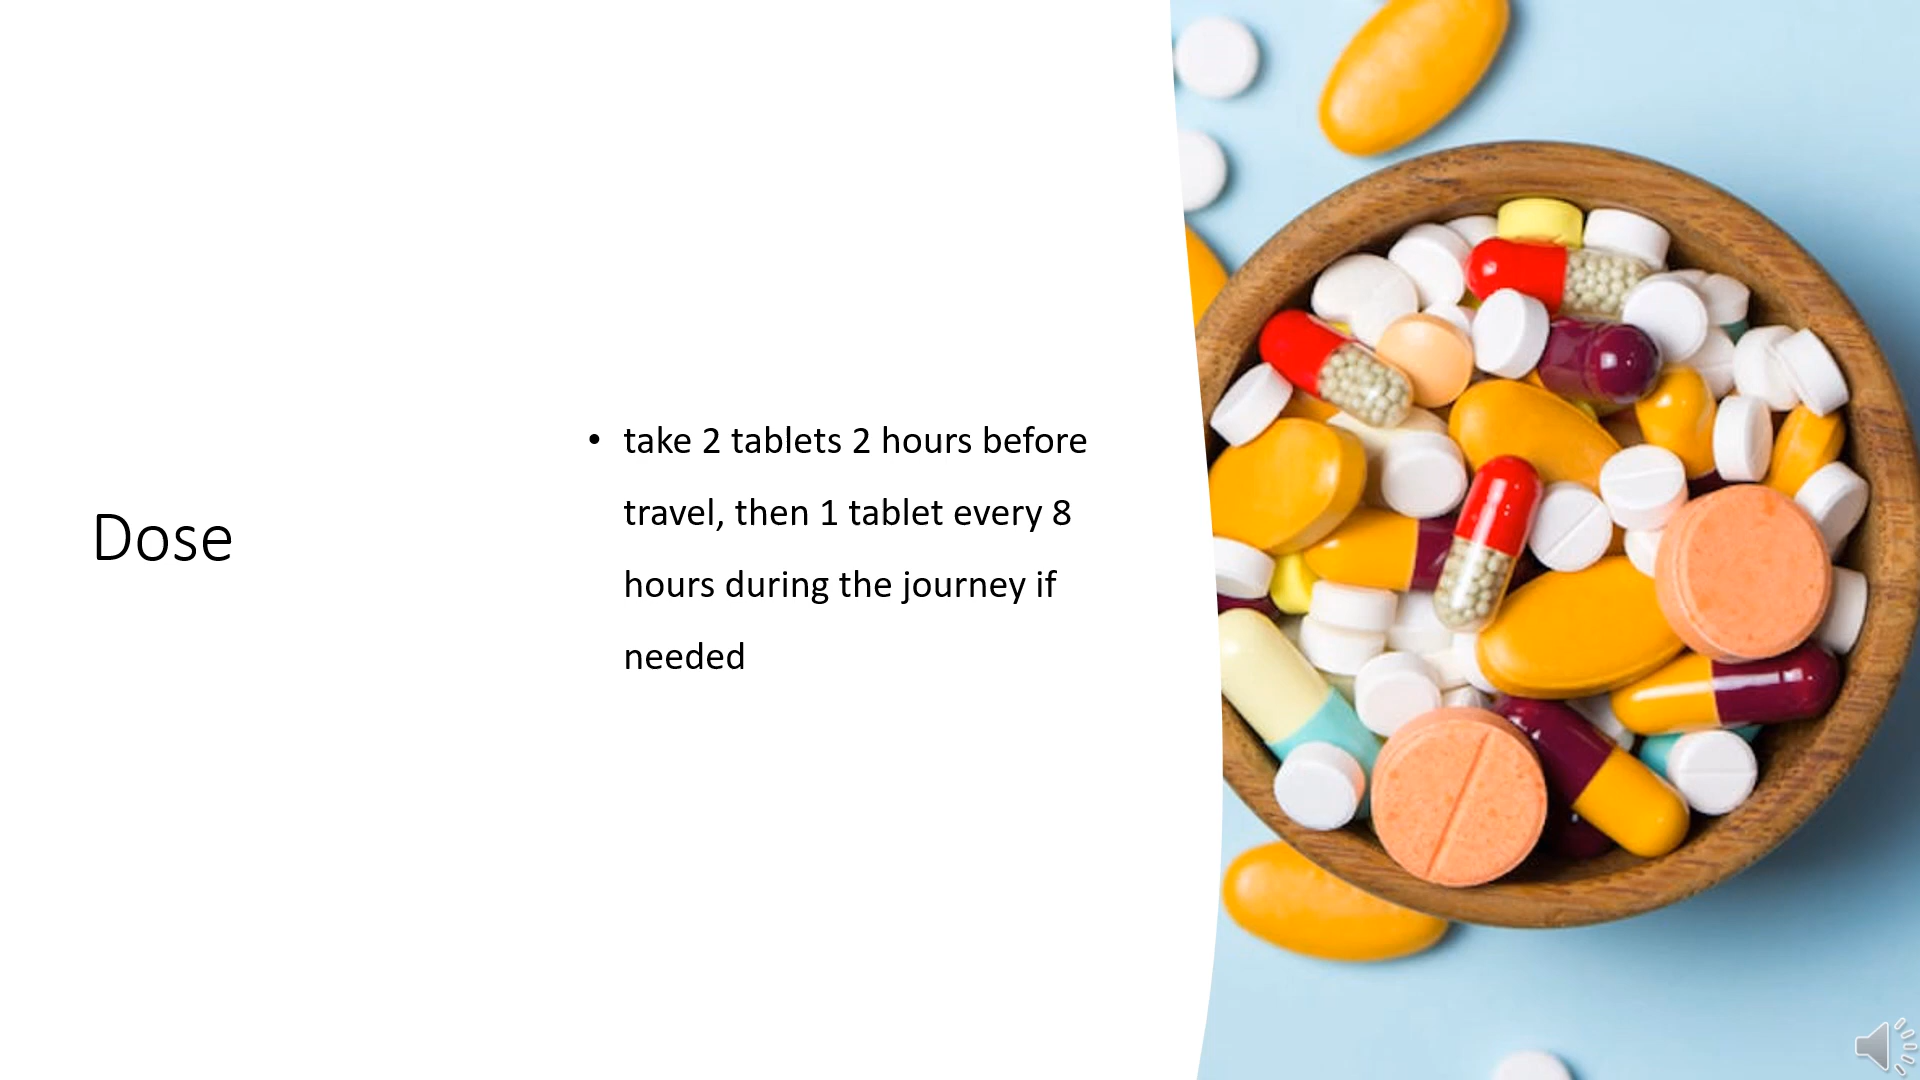 Dose
• take 2 tablets 2 hours before
travel, then 1 tablet every 8
hours during the journey if
needed